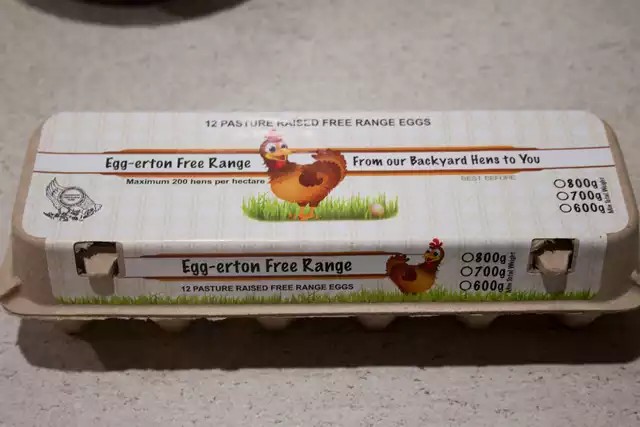 12 PASTURE RAISED FREE RANGE EGGS
Egg-erton Free Range
From our Backyard Hens to You
Maximum 200 hens per hectare
BEST BEFORE
800g
700g
600g
Min Total Weight
Egg-erton Free Range
12 PASTURE RAISED FREE RANGE EGGS
800g
700g
600g
Min Total Weight